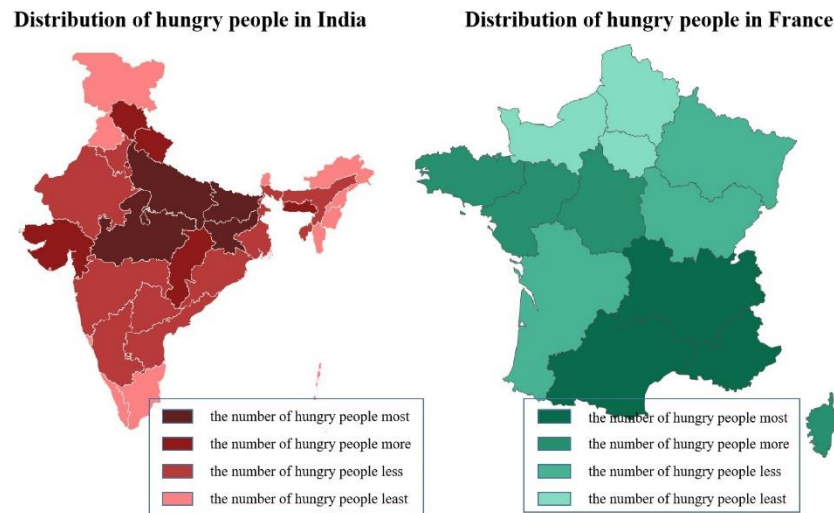 Distribution of hungry people in India
Distribution of hungry people in France
the number of hungry people most
the number of hungry people more
the number of hungry people less
the number of hungry people least
the number of hungry people most
the number of hungry people more
the number of hungry people less
the number of hungry people least